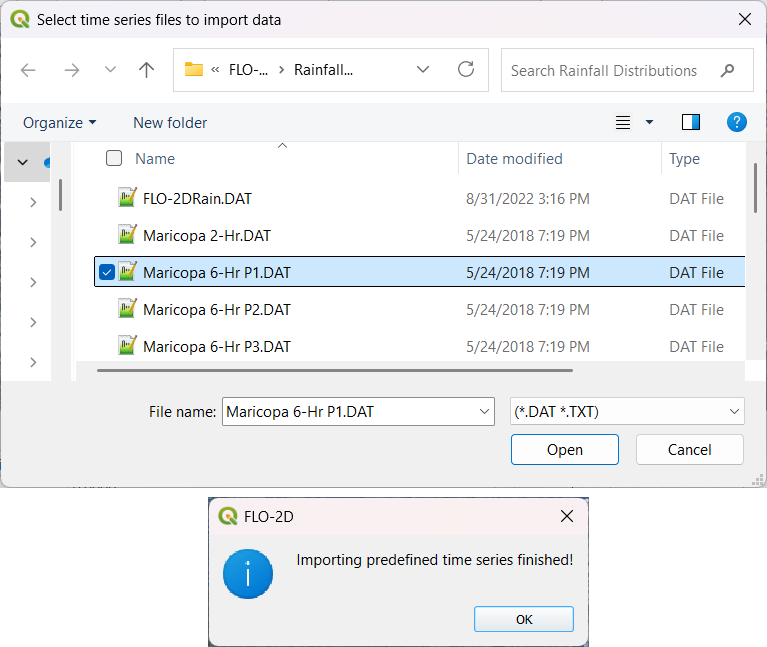 Select time series files to import data
« FLO-... > Rainfall...
Search Rainfall Distributions
Organize New folder
Name Date modified Type
FLO-2DRain.DAT 8/31/2022 3:16 PM DAT File
Maricopa 2-Hr.DAT 5/24/2018 7:19 PM DAT File
Maricopa 6-Hr P1.DAT 5/24/2018 7:19 PM DAT File
Maricopa 6-Hr P2.DAT 5/24/2018 7:19 PM DAT File
Maricopa 6-Hr P3.DAT 5/24/2018 7:19 PM DAT File
File name: Maricopa 6-Hr P1.DAT (*.DAT *.TXT)
Open Cancel
FLO-2D
Importing predefined time series finished!
OK